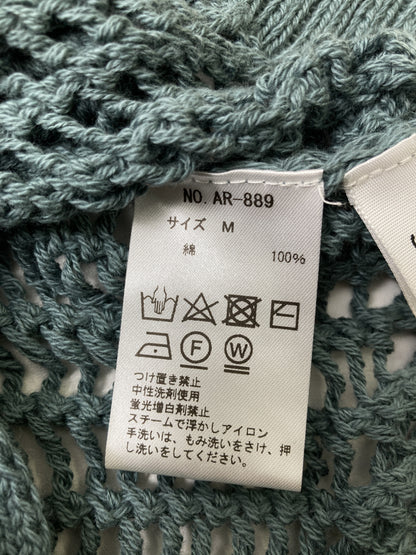 NO. AR-889
サイズ M
綿 100%
F W
つけ置き禁止
中性洗剤使用
蛍光増白剤禁止
スチームで浮かしアイロン
手洗いは、もみ洗いをさけ、押
し洗いをしてください。